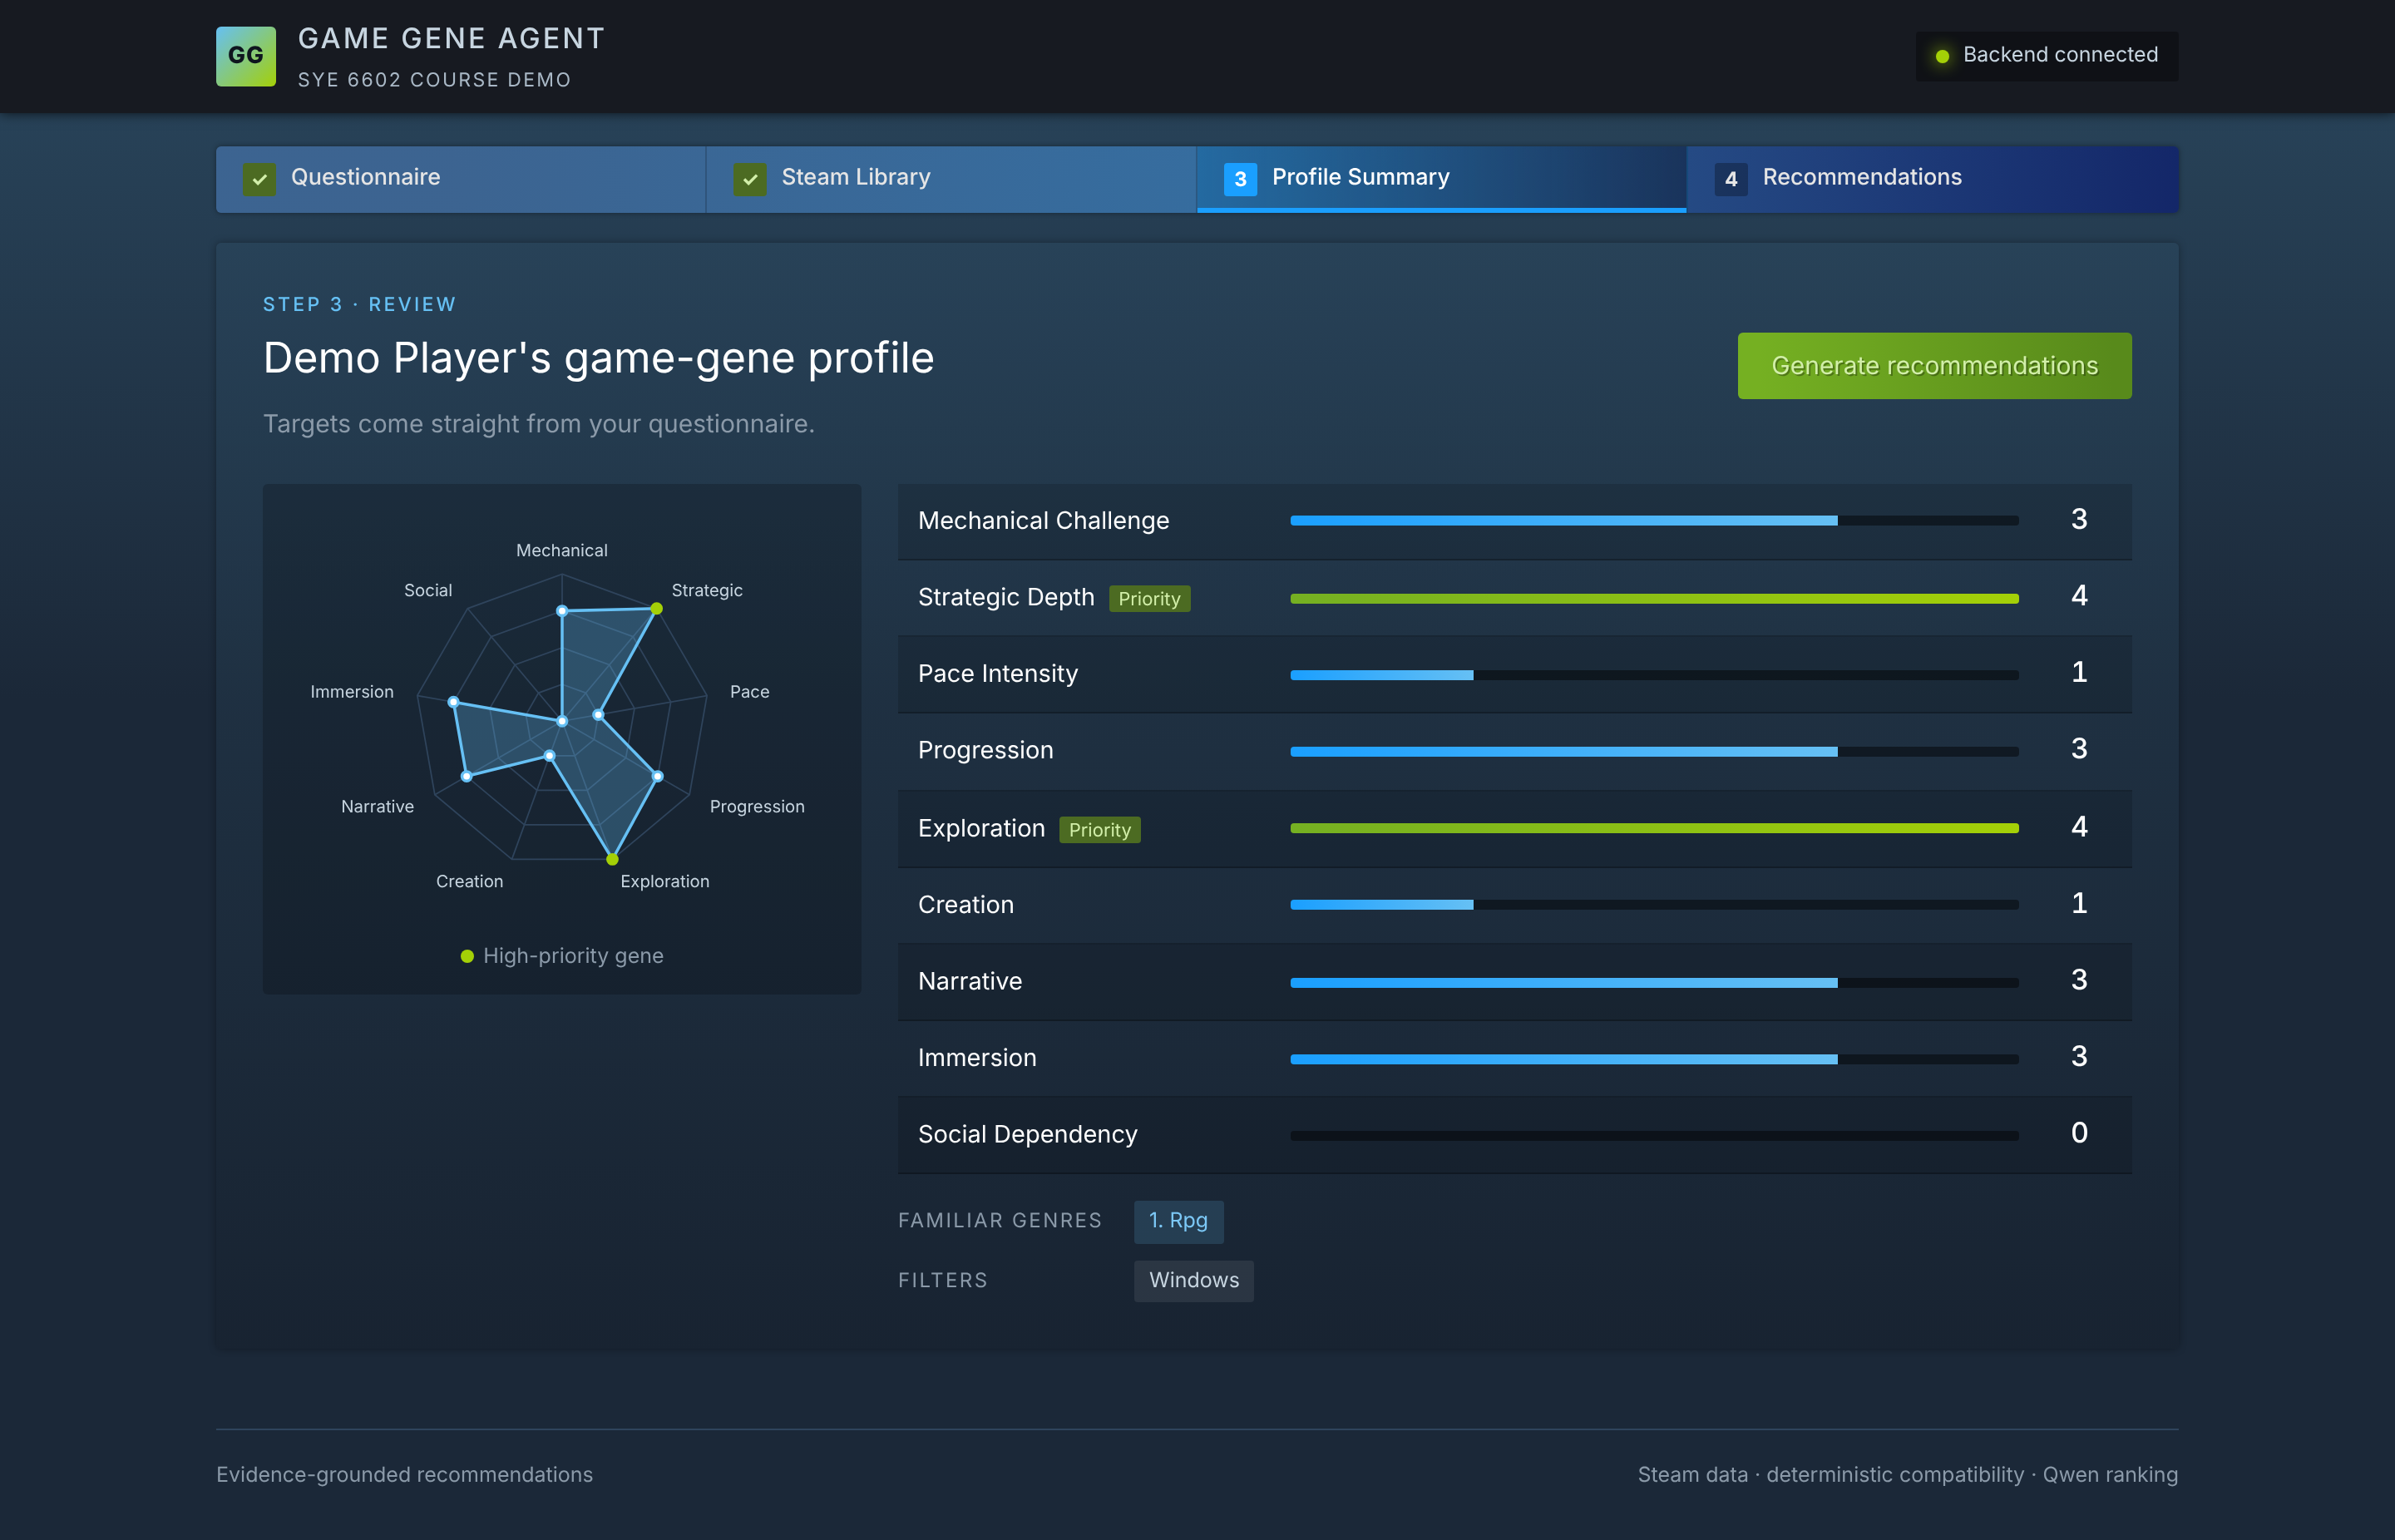 GG
GAME GENE AGENT
SYE 6602 COURSE DEMO
Backend connected
Questionnaire
Steam Library
3 Profile Summary
4 Recommendations
STEP 3 · REVIEW
Demo Player's game-gene profile
Generate recommendations
Targets come straight from your questionnaire.
Mechanical
Social
Strategic
Immersion
Pace
Narrative
Progression
Creation
Exploration
High-priority gene
Mechanical Challenge 3
Strategic Depth Priority 4
Pace Intensity 1
Progression 3
Exploration Priority 4
Creation 1
Narrative 3
Immersion 3
Social Dependency 0
FAMILIAR GENRES 1. Rpg
FILTERS Windows
Evidence-grounded recommendations
Steam data · deterministic compatibility · Qwen ranking